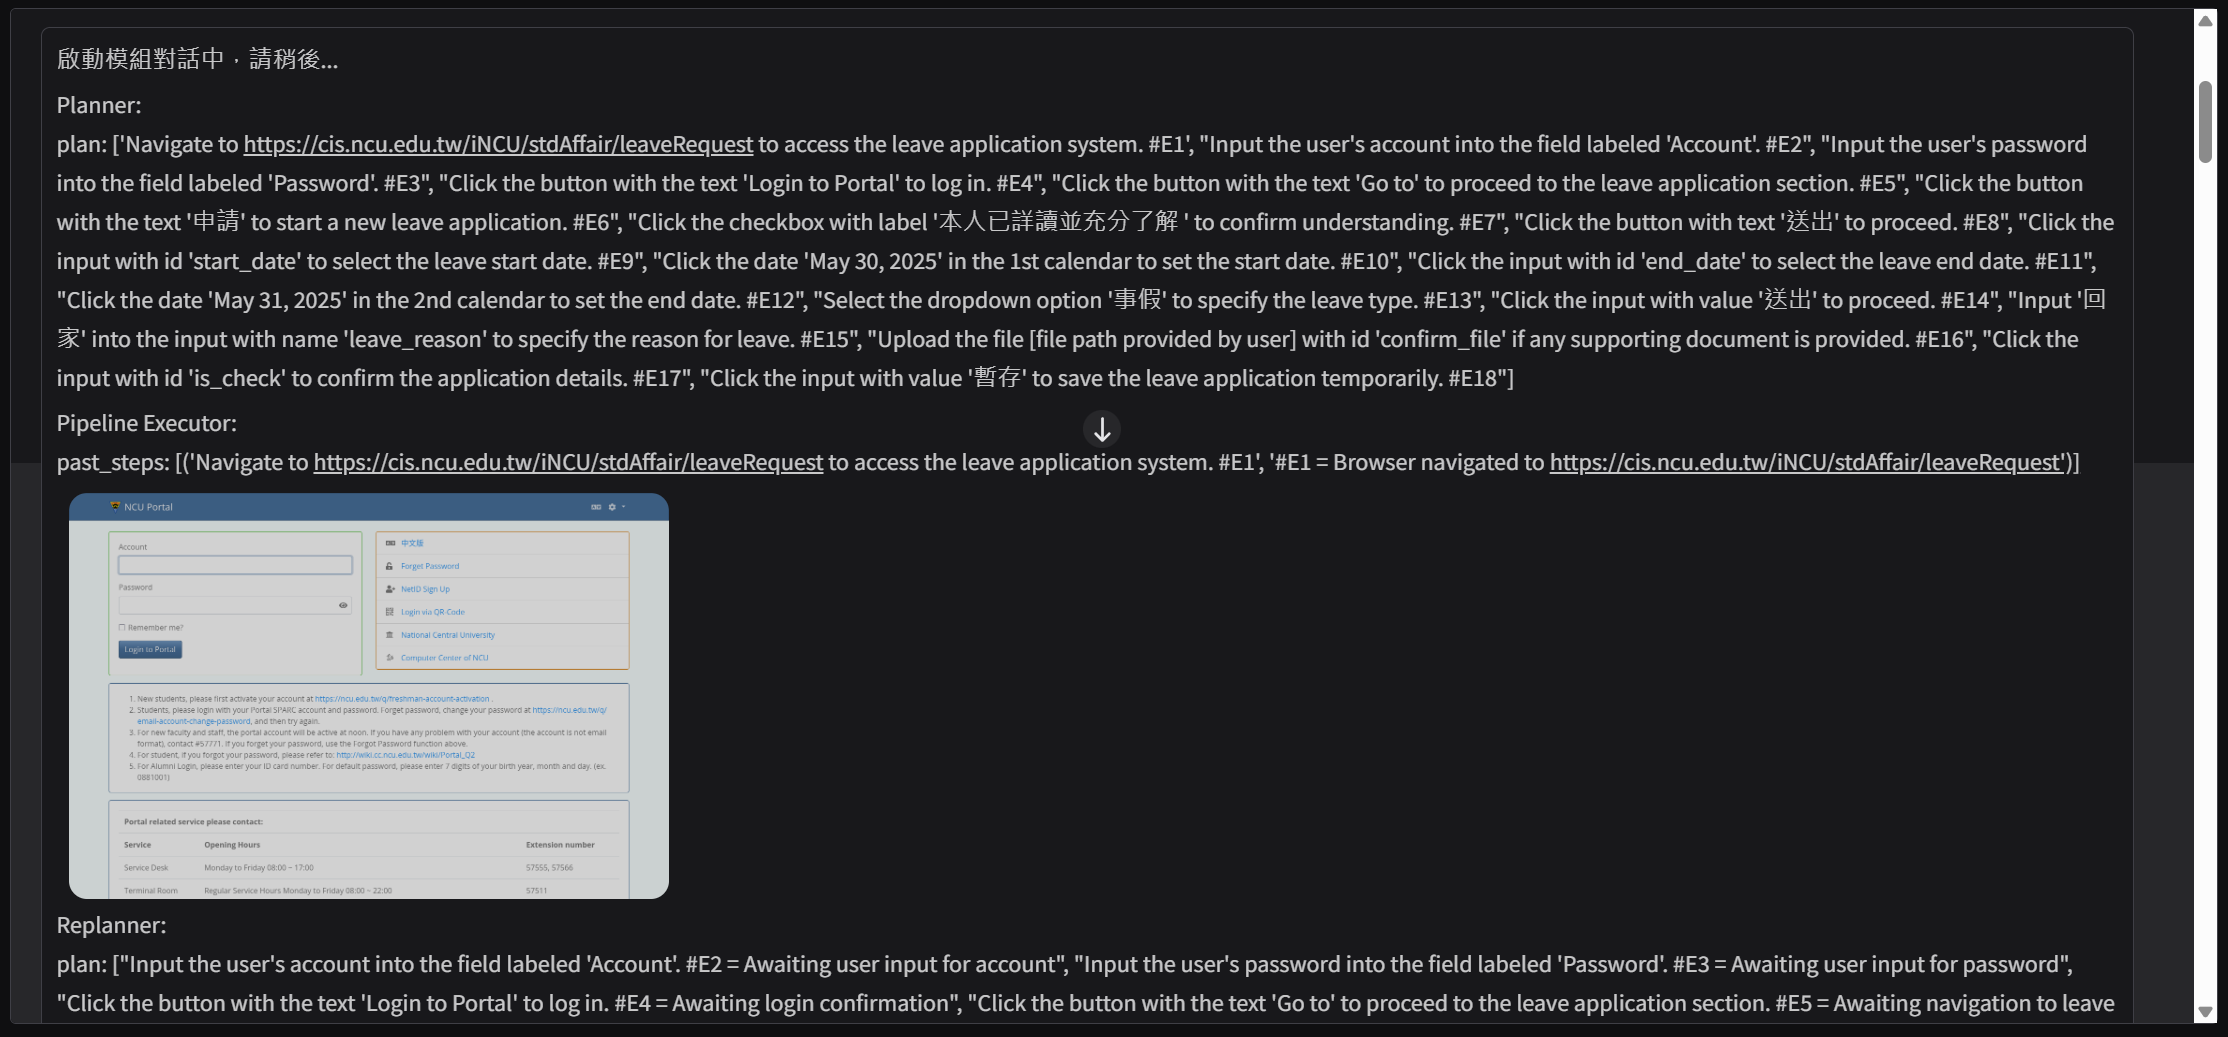 啟動模組對話中，請稍後...
Planner:
plan: ['Navigate to https://cis.ncu.edu.tw/iNCU/stdAffair/leaveRequest to access the leave application system. #E1', "Input the user's account into the field labeled 'Account'. #E2", "Input the user's password
into the field labeled 'Password'. #E3", "Click the button with the text 'Login to Portal' to log in. #E4", "Click the button with the text 'Go to' to proceed to the leave application section. #E5", "Click the button
with the text '申請' to start a new leave application. #E6", "Click the checkbox with label '本人已詳讀並充分了解 ' to confirm understanding. #E7", "Click the button with text '送出' to proceed. #E8", "Click the
input with id 'start_date' to select the leave start date. #E9", "Click the date 'May 30, 2025' in the 1st calendar to set the start date. #E10", "Click the input with id 'end_date' to select the leave end date. #E11",
"Click the date 'May 31, 2025' in the 2nd calendar to set the end date. #E12", "Select the dropdown option '事假' to specify the leave type. #E13", "Click the input with value '送出' to proceed. #E14", "Input '回
家' into the input with name 'leave_reason' to specify the reason for leave. #E15", "Upload the file [file path provided by user] with id 'confirm_file' if any supporting document is provided. #E16", "Click the
input with id 'is_check' to confirm the application details. #E17", "Click the input with value '暫存' to save the leave application temporarily. #E18"]
Pipeline Executor:
past_steps: [('Navigate to https://cis.ncu.edu.tw/iNCU/stdAffair/leaveRequest to access the leave application system. #E1', '#E1 = Browser navigated to https://cis.ncu.edu.tw/iNCU/stdAffair/leaveRequest')]
NCU Portal
Account
Password
Remember me?
Login to Portal
中文版
Forget Password
NetID Sign Up
Login via QR-Code
National Central University
Computer Center of NCU
1. New students, please first activate your account at https://ncu.edu.tw/q/freshman-account-activation .
2. Students, please login with your Portal SPARC account and password. Forget password, change your password at https://ncu.edu.tw/q/
email-account-change-password, and then try again.
3. For new faculty and staff, the portal account will be active at noon. If you have any problem with your account (the account is not email
format), contact #57771. If you forget your password, use the Forgot Password function above.
4. For student, if you forgot your password, please refer to: http://wiki.cc.ncu.edu.tw/wiki/Portal_Q2
5. For Alumni Login, please enter your ID card number. For default password, please enter 7 digits of your birth year, month and day. (ex.
0881001)
Portal related service please contact:
Service Opening Hours Extension number
Service Desk Monday to Friday 08:00 ~ 17:00 57555, 57566
Terminal Room Regular Service Hours Monday to Friday 08:00 ~ 22:00 57511
Replanner:
plan: ["Input the user's account into the field labeled 'Account'. #E2 = Awaiting user input for account", "Input the user's password into the field labeled 'Password'. #E3 = Awaiting user input for password",
"Click the button with the text 'Login to Portal' to log in. #E4 = Awaiting login confirmation", "Click the button with the text 'Go to' to proceed to the leave application section. #E5 = Awaiting navigation to leave